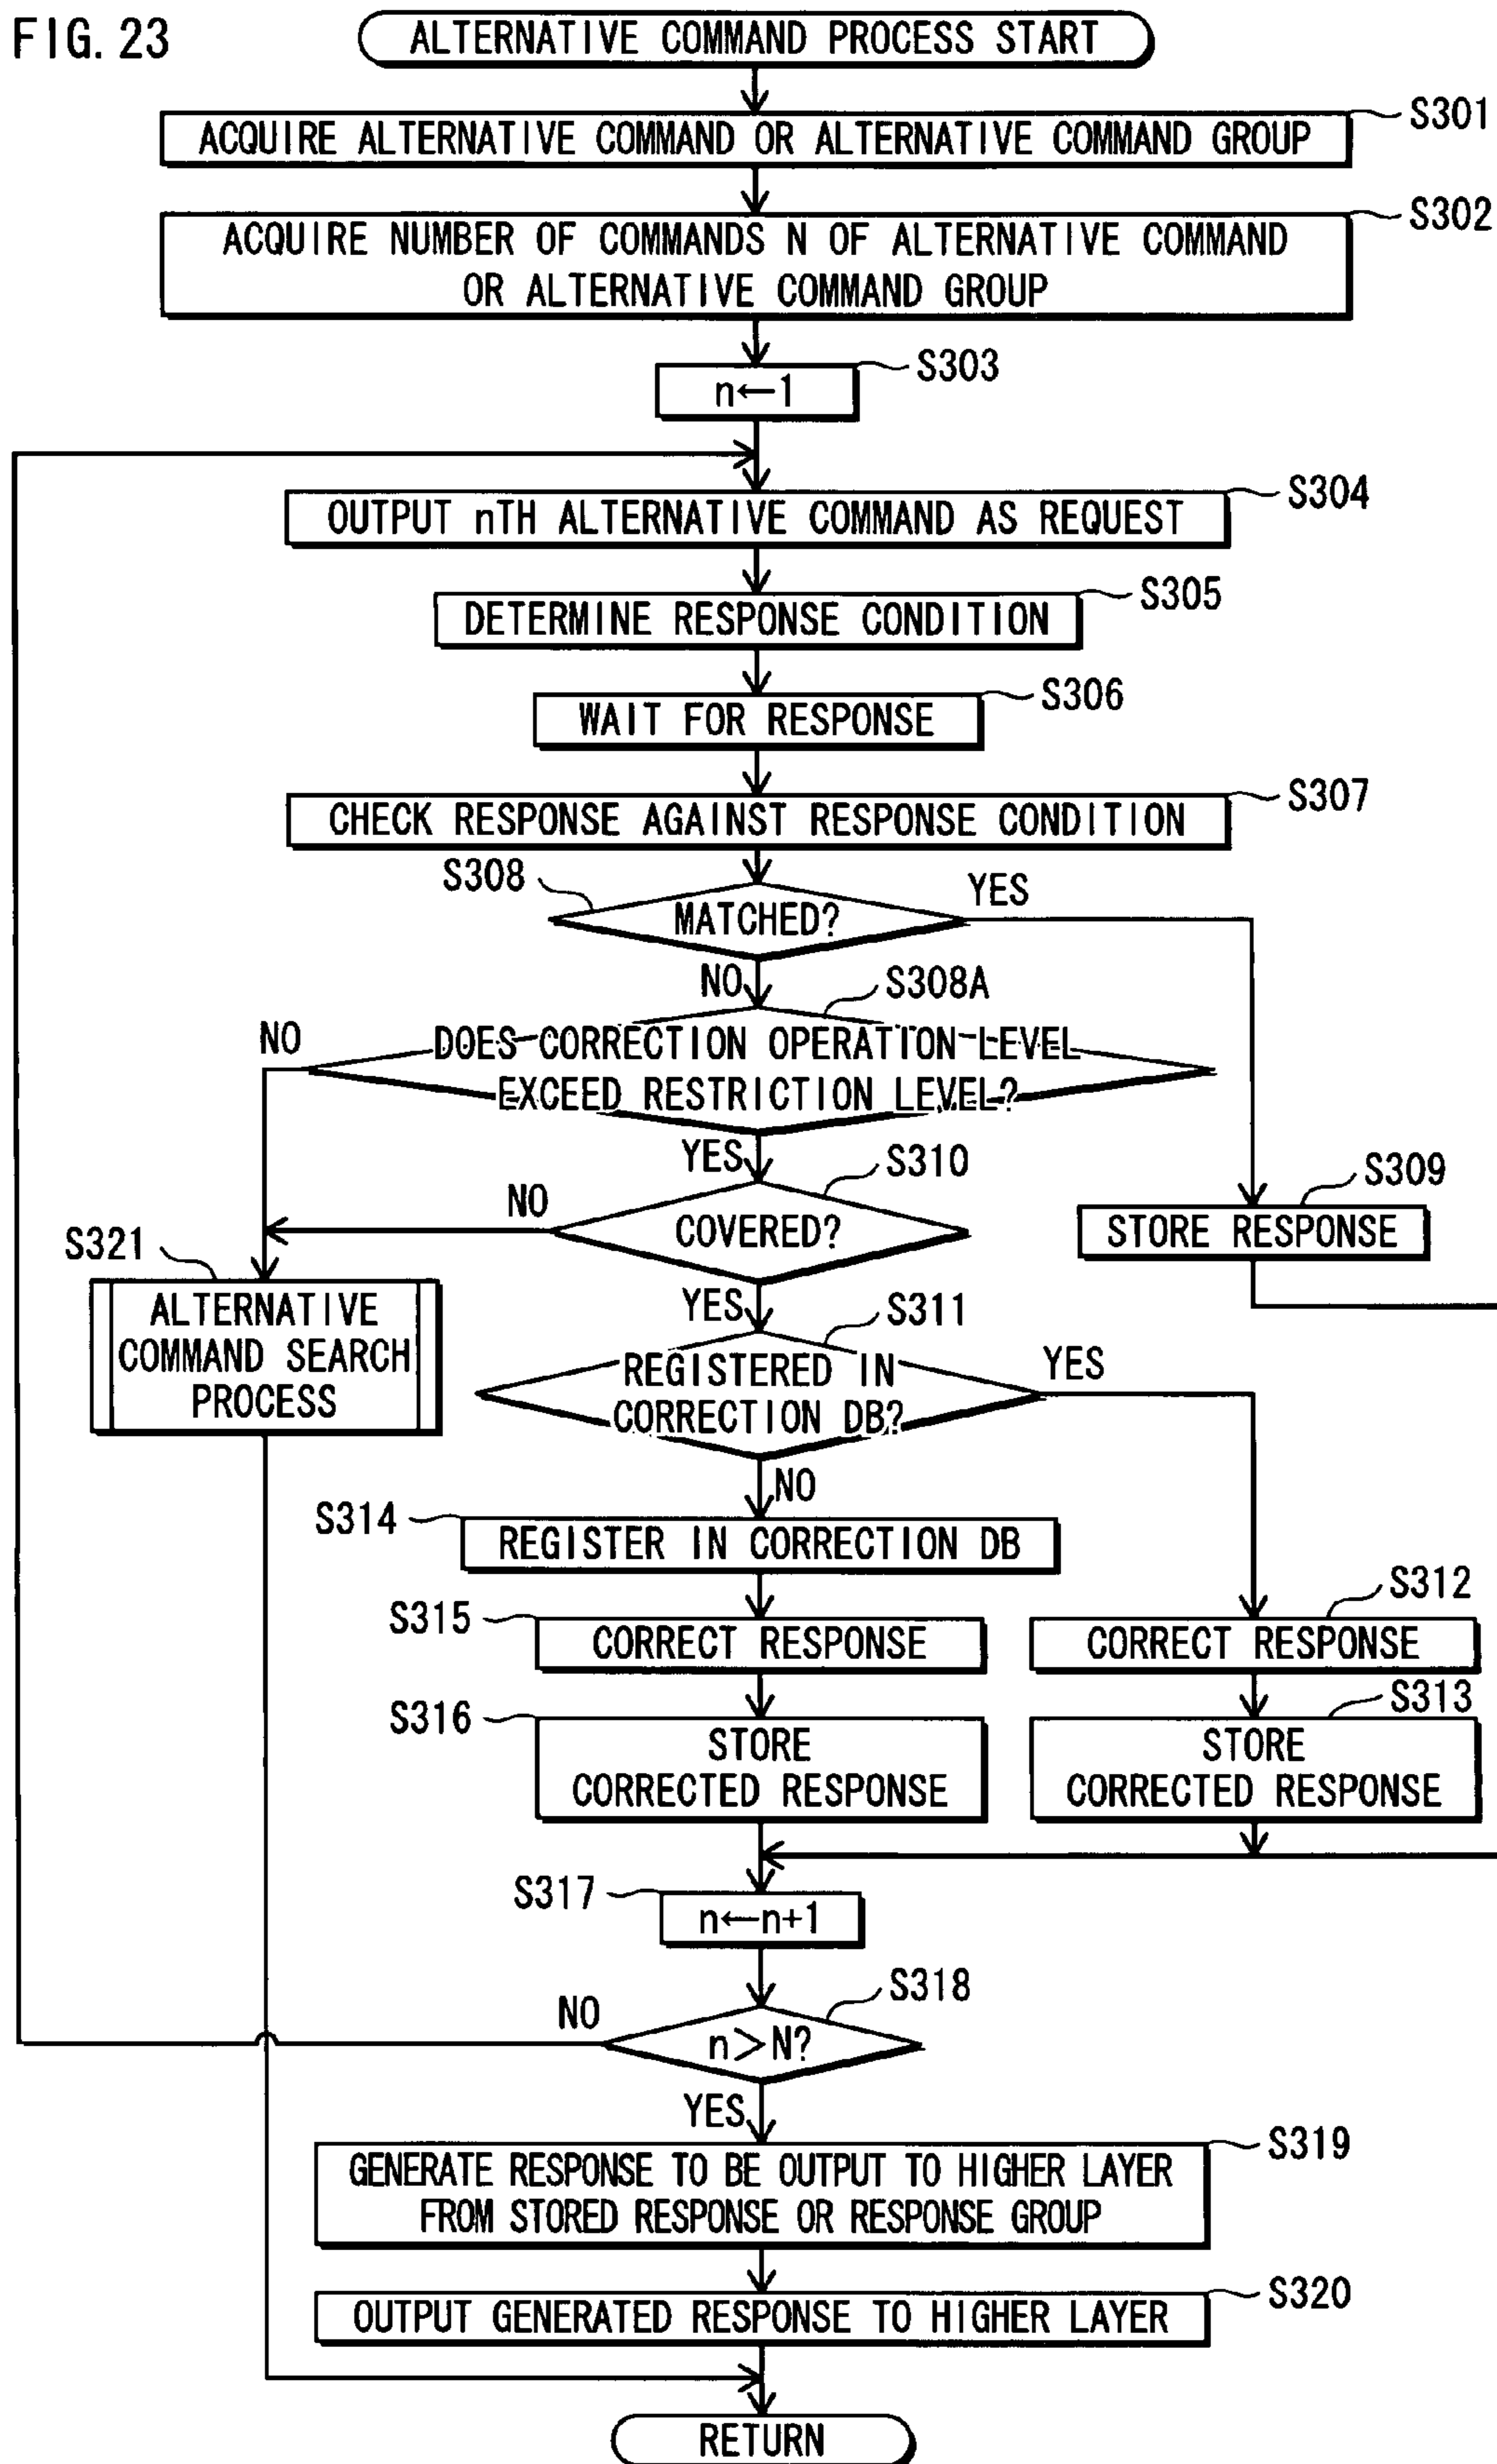 FIG. 23
ALTERNATIVE COMMAND PROCESS START
S301
ACQUIRE ALTERNATIVE COMMAND OR ALTERNATIVE COMMAND GROUP
S302
ACQUIRE NUMBER OF COMMANDS N OF ALTERNATIVE COMMAND
OR ALTERNATIVE COMMAND GROUP
S303
n←1
S304
OUTPUT nTH ALTERNATIVE COMMAND AS REQUEST
S305
DETERMINE RESPONSE CONDITION
S306
WAIT FOR RESPONSE
S307
CHECK RESPONSE AGAINST RESPONSE CONDITION
S308
YES
MATCHED?
NO
S308A
NO
DOES CORRECTION OPERATION LEVEL
EXCEED RESTRICTION LEVEL?
YES
S310
S309
NO
COVERED?
STORE RESPONSE
S321
YES
S311
ALTERNATIVE
COMMAND SEARCH
PROCESS
REGISTERED IN
CORRECTION DB?
YES
NO
S314
REGISTER IN CORRECTION DB
S312
S315
CORRECT RESPONSE
CORRECT RESPONSE
S313
S316
STORE
CORRECTED RESPONSE
STORE
CORRECTED RESPONSE
S317
n←n+1
S318
NO
n>N?
YES
S319
GENERATE RESPONSE TO BE OUTPUT TO HIGHER LAYER
FROM STORED RESPONSE OR RESPONSE GROUP
S320
OUTPUT GENERATED RESPONSE TO HIGHER LAYER
RETURN